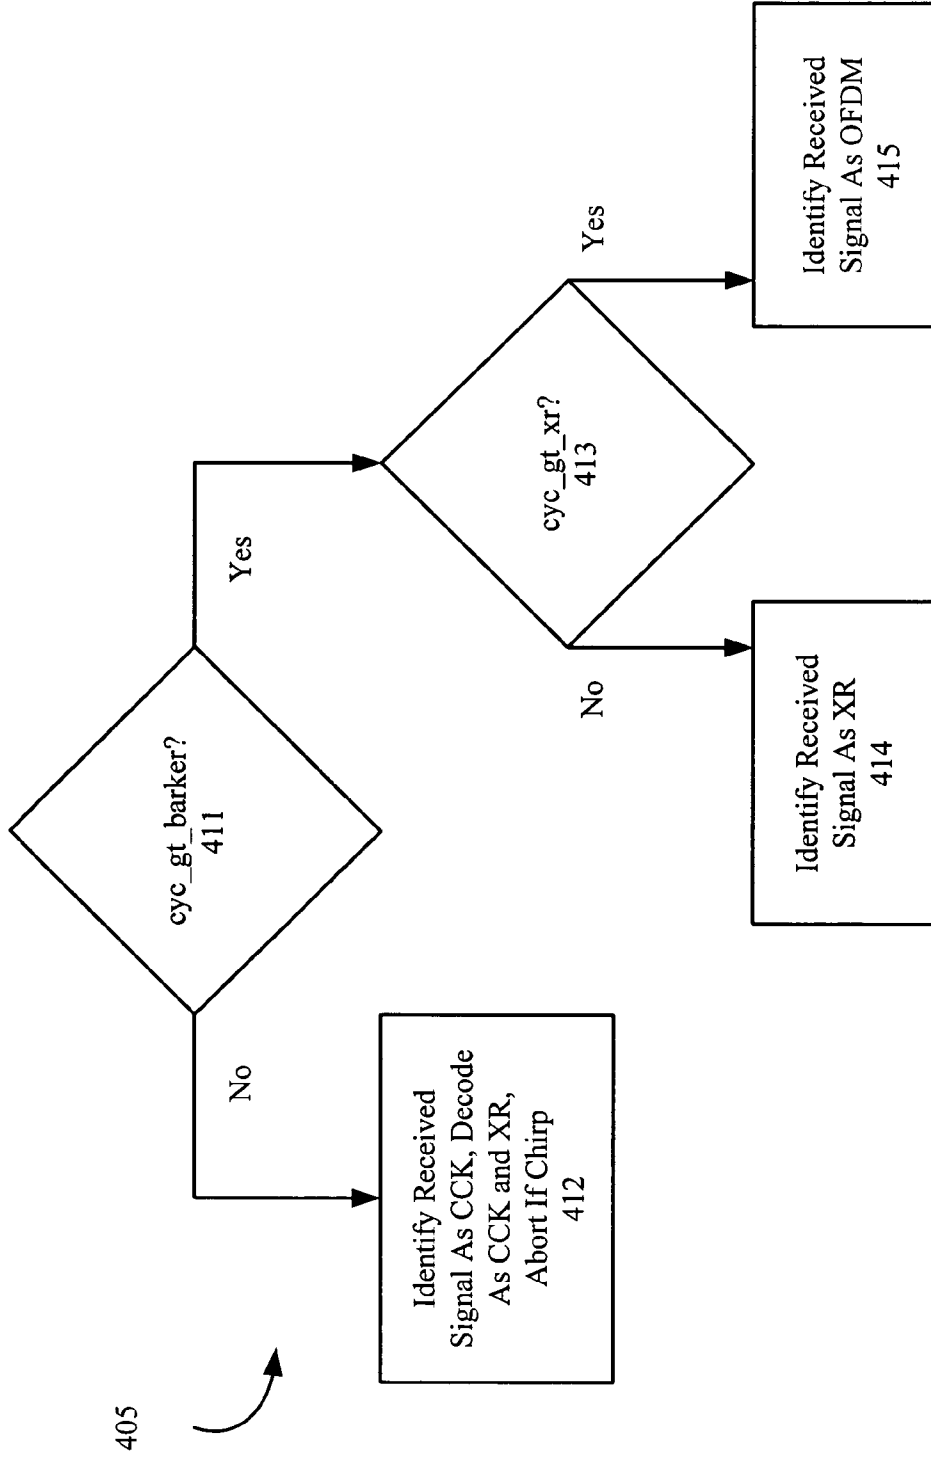 405
cyc_gt_barker?
411
No
Yes
Identify Received
Signal As CCK, Decode
As CCK and XR,
Abort If Chirp
412
cyc_gt_xr?
413
No
Yes
Identify Received
Signal As XR
414
Identify Received
Signal As OFDM
415